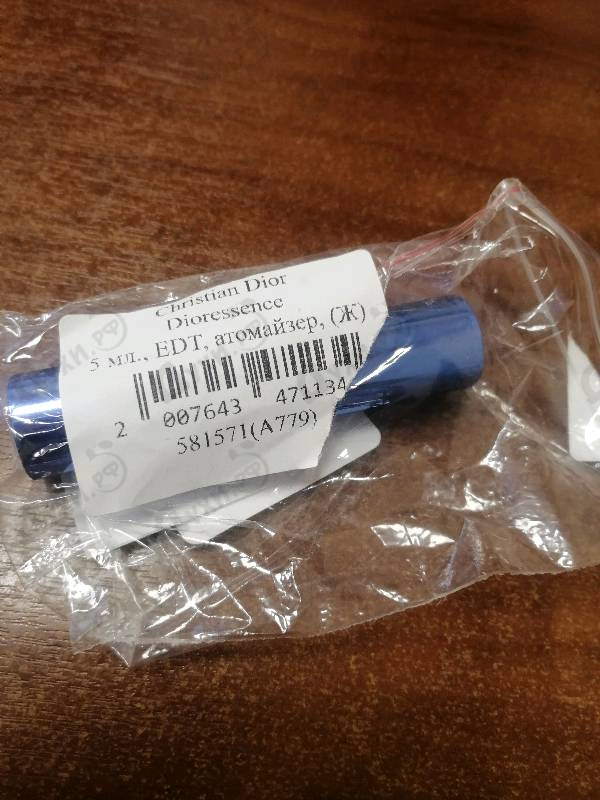 Christian Dior
Dioressence
5 мл., EDT, атомайзер, (Ж)
2 007643 471134
581571(A779)